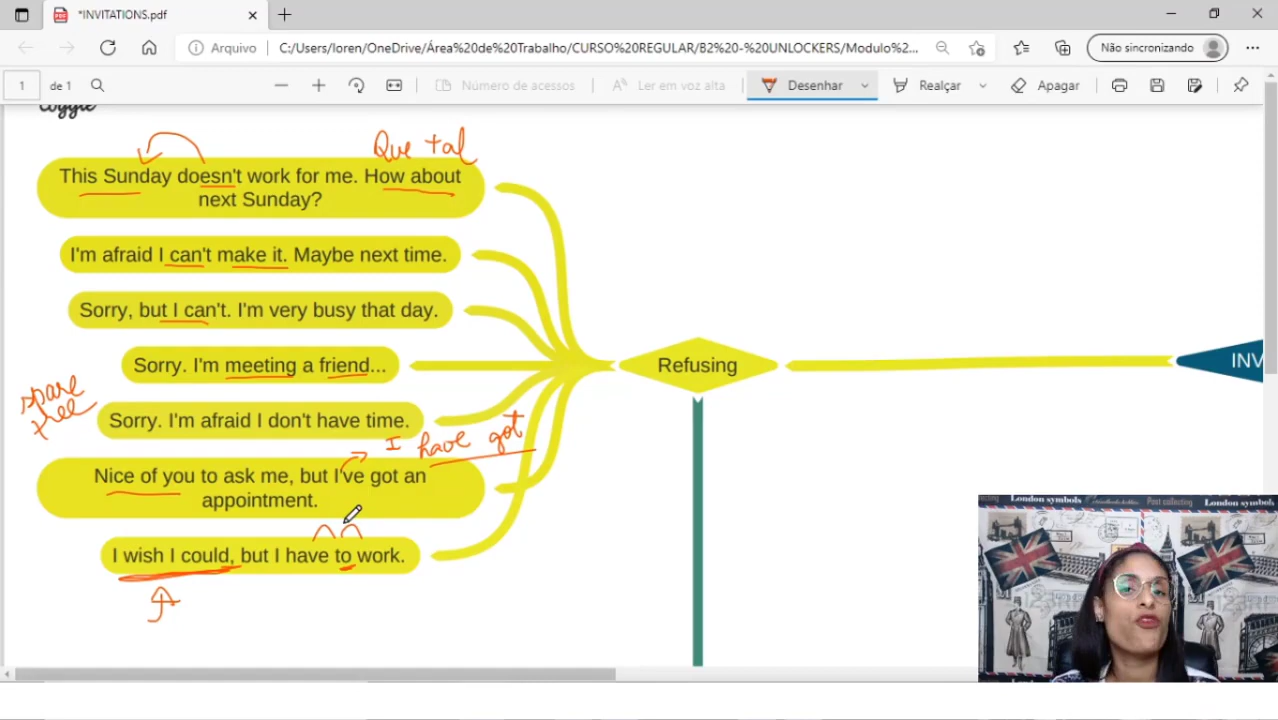 *INVITATIONS.pdf
Arquivo
C:/Users/loren/OneDrive/Área%20de%20Trabalho/CURSO%20REGULAR/B2%20-%20UNLOCKERS/Modulo%2...
Não sincronizando
1
de 1
Número de acessos
Ler em voz alta
Desenhar
Realçar
Apagar
coggle
Que tal
This Sunday doesn't work for me. How about
next Sunday?
I'm afraid I can't make it. Maybe next time.
Sorry, but I can't. I'm very busy that day.
Sorry. I'm meeting a friend...
Refusing
INV
spare
free
Sorry. I'm afraid I don't have time.
I have got
Nice of you to ask me, but I've got an
appointment.
I wish I could, but I have to work.
London symbols
Post collecting
London symbols